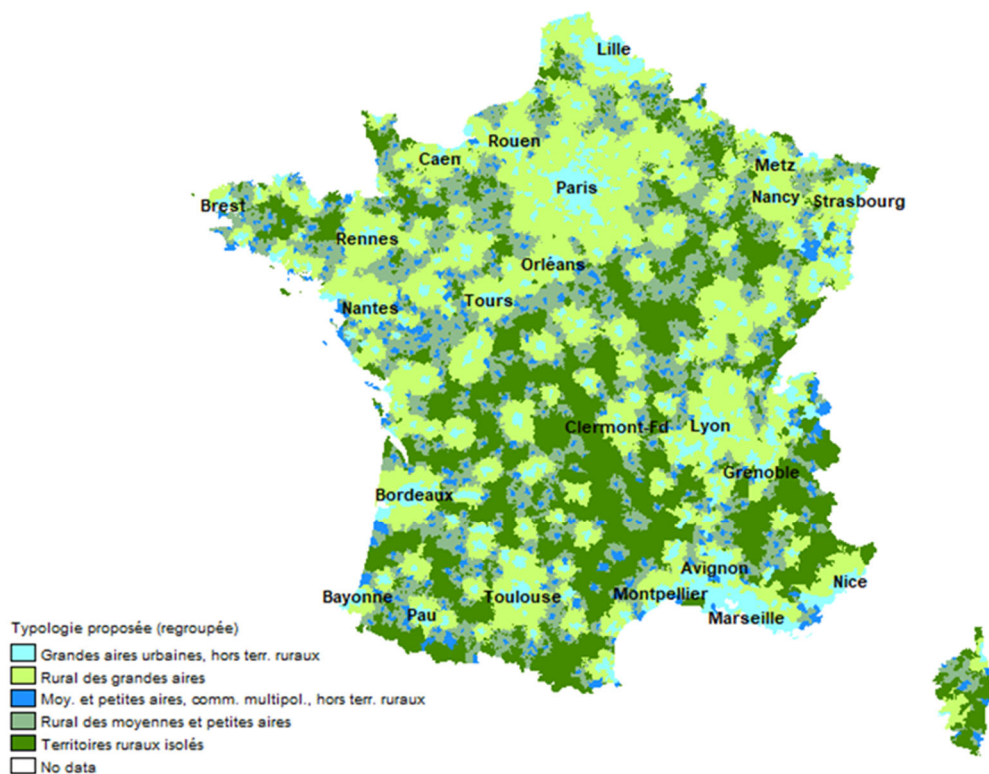 Lille
Rouen
Caen
Metz
Paris
Nancy
Strasbourg
Brest
Rennes
Orléans
Tours
Nantes
Clermont-Fd
Lyon
Grenoble
Bordeaux
Avignon
Nice
Bayonne
Toulouse
Montpellier
Pau
Marseille
Typologie proposée (regroupée)
Grandes aires urbaines, hors terr. ruraux
Rural des grandes aires
Moy. et petites aires, comm. multipol., hors terr. ruraux
Rural des moyennes et petites aires
Territoires ruraux isolés
No data